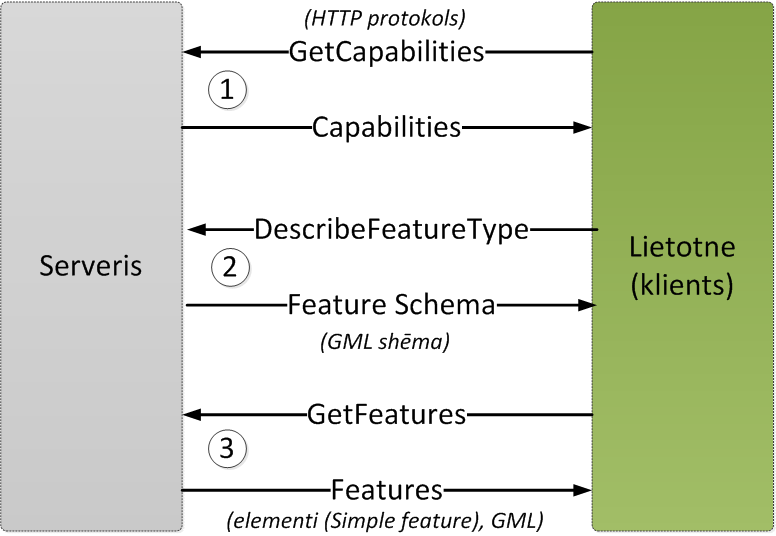 (HTTP protokols)
GetCapabilities
1
Capabilities
DescribeFeatureType
Serveris
2
Lietotne
(klients)
Feature Schema
(GML shēma)
GetFeatures
3
Features
(elementi (Simple feature), GML)